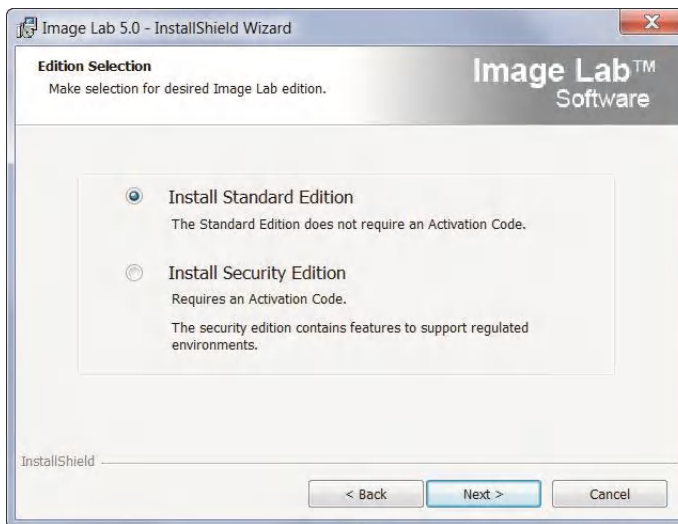 Image Lab 5.0 - InstallShield Wizard
Edition Selection
Make selection for desired Image Lab edition.
Image Lab™
Software
Install Standard Edition
The Standard Edition does not require an Activation Code.
Install Security Edition
Requires an Activation Code.
The security edition contains features to support regulated
environments.
InstallShield
< Back
Next >
Cancel